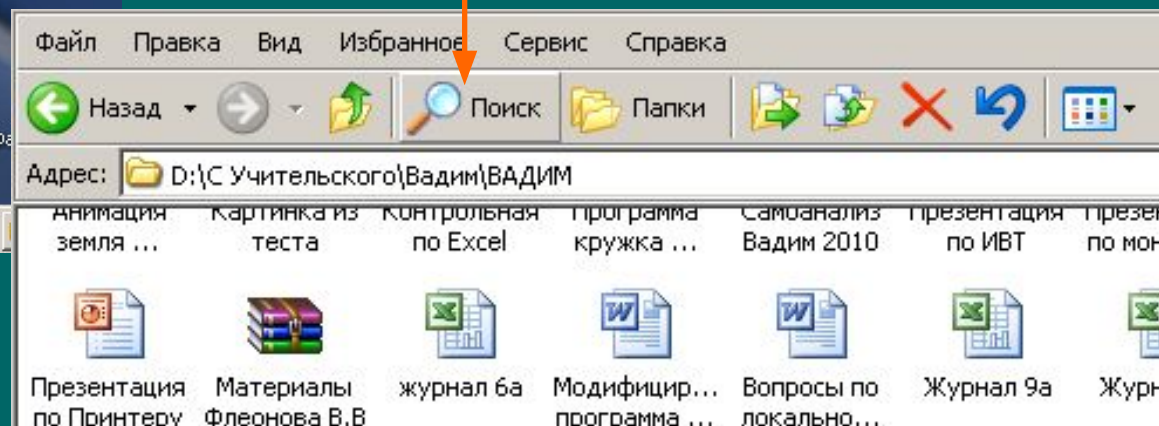 Файл Правка Вид Избранное Сервис Справка
Назад Поиск Папки
Адрес: D:\С Учительского\Вадим\ВАДИМ
Анимация Картинка из Контрольная Программа Самоанализ Презентация
земля ... теста по Excel кружка ... Вадим 2010 по ИВТ по
Презентация Материалы журнал 6а Модифицир... Вопросы по Журнал 9а
по Принтеру Флеонова В.В программа ... локально...